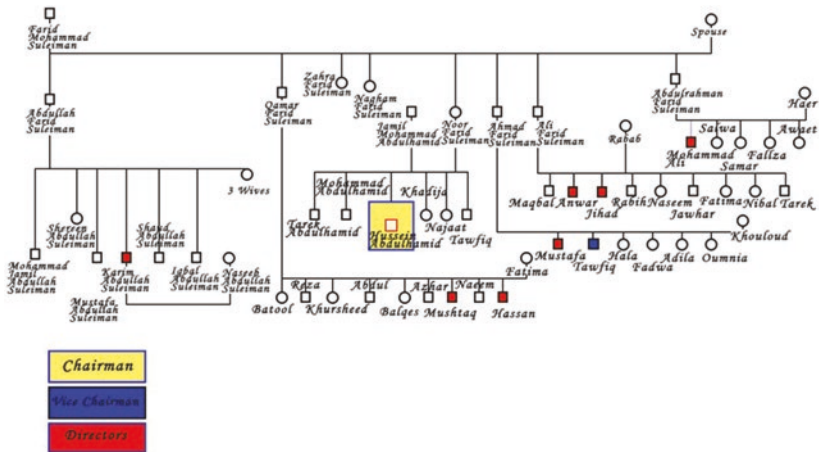 Farid
Mohammad
Suleiman
Spouse
Abdullah
Farid
Suleiman
Qamar
Farid
Suleiman
Zahra
Farid
Suleiman
Nagham
Farid
Suleiman
Jamil
Mohammad
Abdulhamid
Noor
Farid
Suleiman
Ahmad
Farid
Suleiman
Ali
Farid
Suleiman
Abdulrahman
Farid
Suleiman
Haer
Rabab
Mohammad
Ali
Salwa
Samar
Fallza
Awaet
3 Wives
Mohammad
Jamil
Abdullah
Suleiman
Shereen
Abdullah
Suleiman
Mustafa
Abdullah
Suleiman
Karim
Abdullah
Suleiman
Shaud
Abdullah
Suleiman
Iqbal
Abdullah
Suleiman
Naseeb
Abdullah
Suleiman
Tarek
Abdulhamid
Mohammad
Abdulhamid
Hussein
Abdulhamid
Khadija
Najaat
Tawfiq
Maqbal
Anwar
Jihad
Rabih
Naseem
Jawhar
Fatima
Nibal
Tarek
Khouloud
Mustafa
Tawfiq
Hala
Fadwa
Adila
Oumnia
Fatima
Batool
Reza
Khursheed
Abdul
Balqes
Azhar
Mushtaq
Naeem
Hassan
Chairman
Vice Chairman
Directors